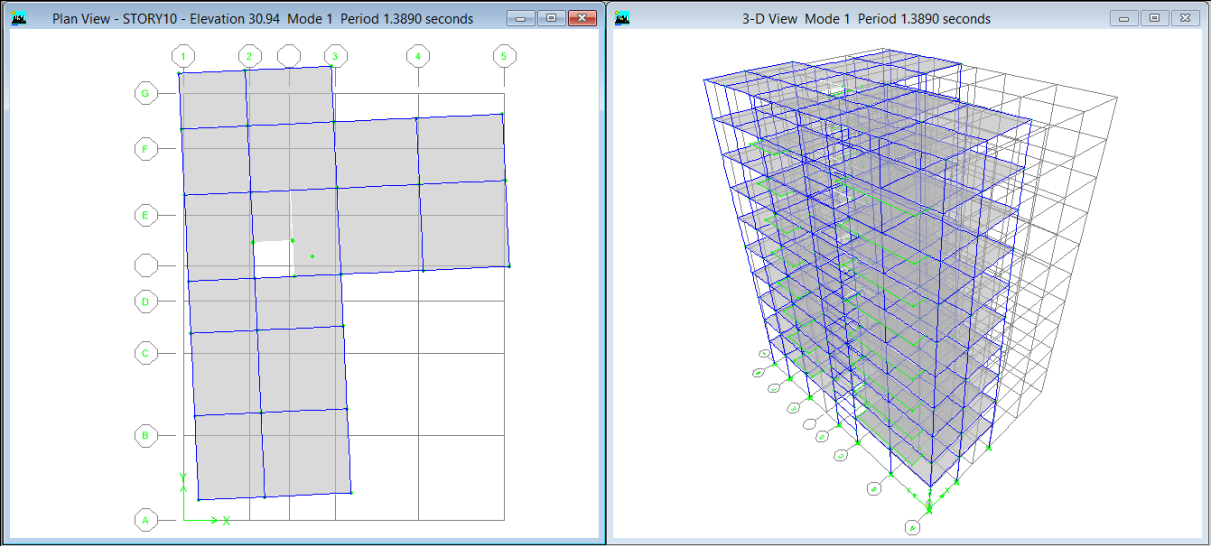 Plan View - STORY10 - Elevation 30.94 Mode 1 Period 1.3890 seconds
3-D View Mode 1 Period 1.3890 seconds
1 2 3 4 5
G
F
E
D
C
B
Y
A
X